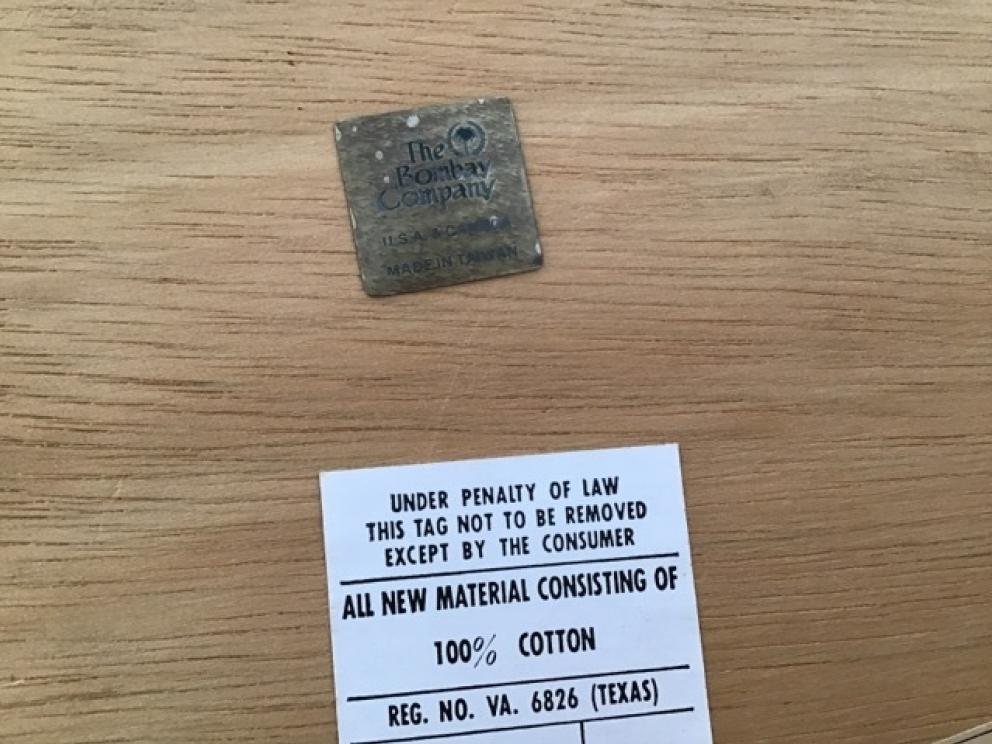 The
Bombay
Company
U.S.A. & CANADA
MADE IN TAIWAN
UNDER PENALTY OF LAW
THIS TAG NOT TO BE REMOVED
EXCEPT BY THE CONSUMER
ALL NEW MATERIAL CONSISTING OF
100% COTTON
REG. NO. VA. 6826 (TEXAS)